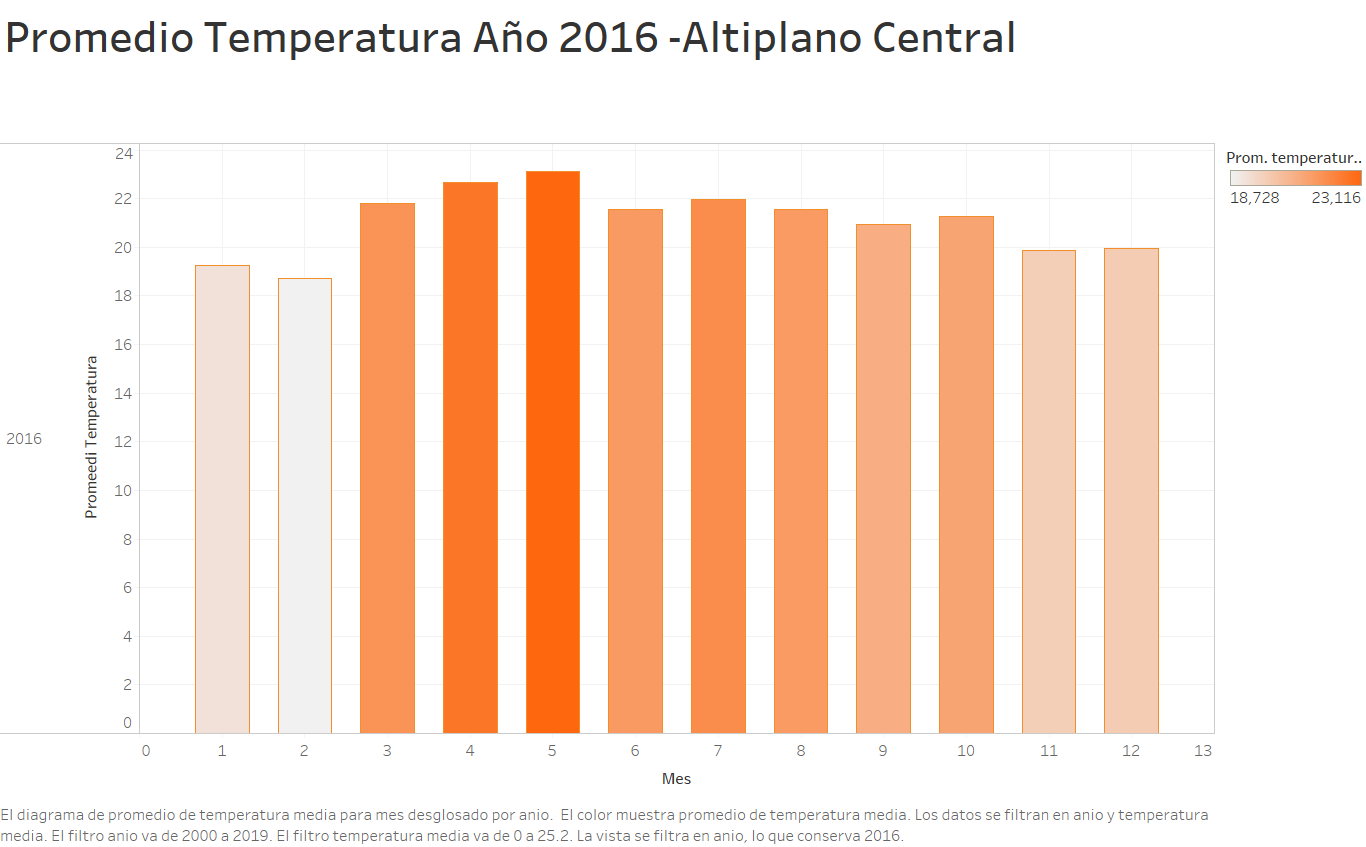 Promedio Temperatura Año 2016 -Altiplano Central
Prom. temperatur..
18,728 23,116
24
22
20
18
16
14
12
10
8
6
4
2
0
Promeedi Temperatura
2016
0 1 2 3 4 5 6 7 8 9 10 11 12 13
Mes
El diagrama de promedio de temperatura media para mes desglosado por anio.  El color muestra promedio de temperatura media. Los datos se filtran en anio y temperatura
media. El filtro anio va de 2000 a 2019. El filtro temperatura media va de 0 a 25.2. La vista se filtra en anio, lo que conserva 2016.